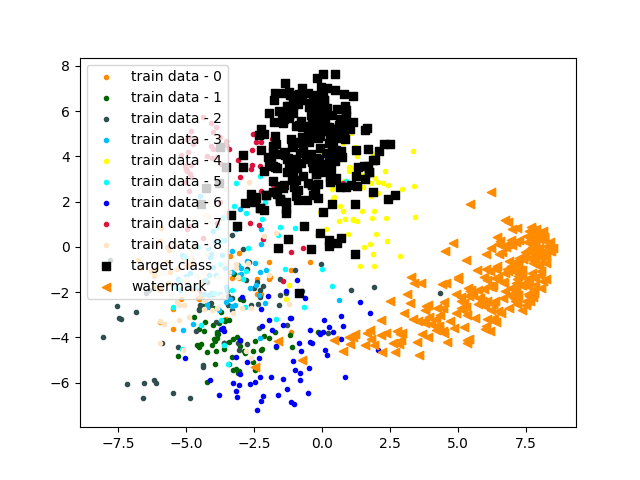 8
6
4
2
0
−2
−4
−6
train data - 0
train data - 1
train data - 2
train data - 3
train data - 4
train data - 5
train data - 6
train data - 7
train data - 8
target class
watermark
−7.5 −5.0 −2.5 0.0 2.5 5.0 7.5